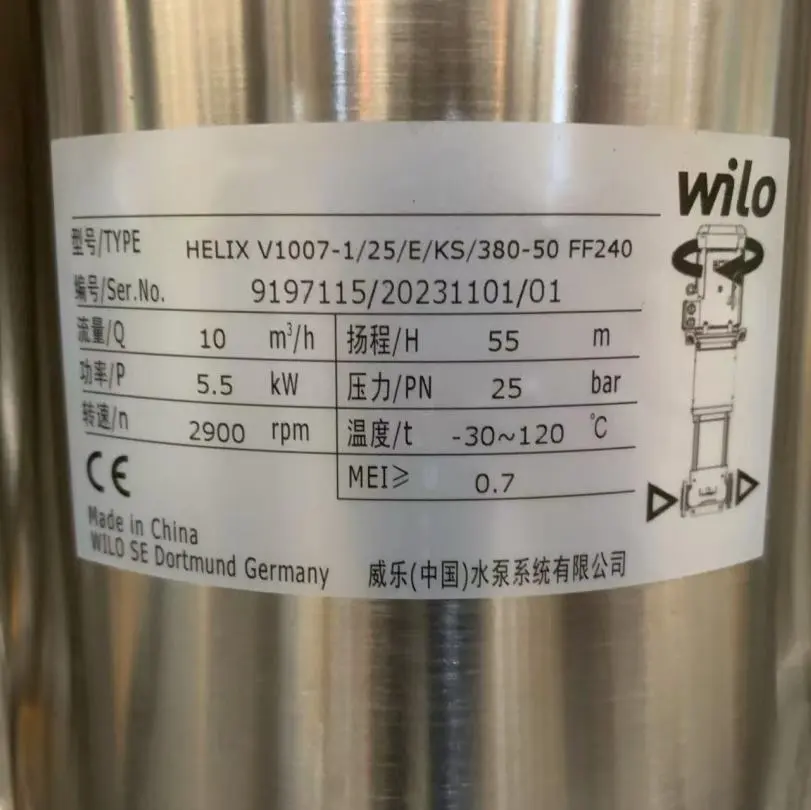 wilo
型号/TYPE HELIX V1007-1/25/E/KS/380-50 FF240
编号/Ser.No. 9197115/20231101/01
流量/Q 10 m³/h 扬程/H 55 m
功率/P 5.5 kW 压力/PN 25 bar
转速/n 2900 rpm 温度/t -30~120 ℃
MEI≥ 0.7
CE
Made in China
WILO SE Dortmund Germany 威乐(中国)水泵系统有限公司